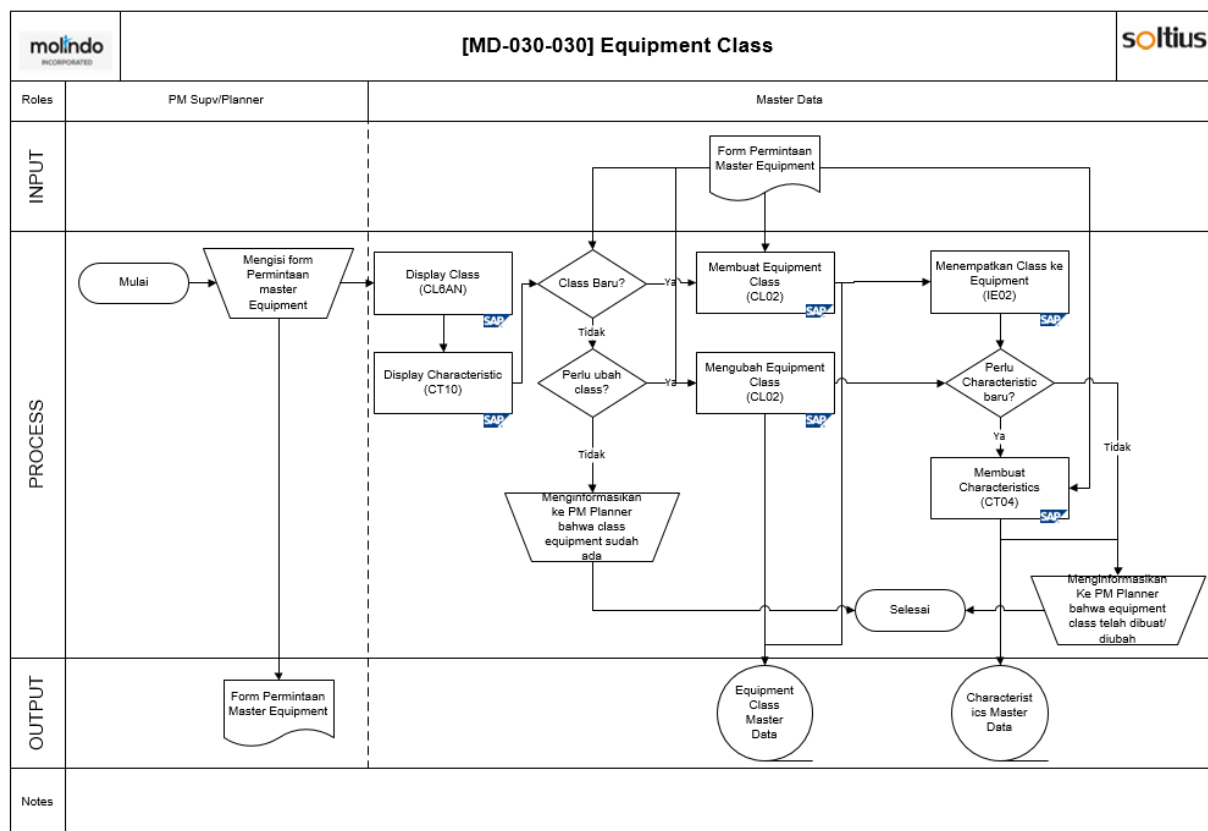 molindo
INCORPORATED
[MD-030-030] Equipment Class
soltius
Roles
PM Supv/Planner
Master Data
INPUT
Form Permintaan
Master Equipment
PROCESS
Mulai
Mengisi form
Permintaan
master
Equipment
Display Class
(CL6AN)
SAP
Class Baru?
Ya
Membuat Equipment
Class
(CL02)
SAP
Menempatkan Class ke
Equipment
(IE02)
SAP
Tidak
Display Characteristic
(CT10)
SAP
Perlu ubah
class?
Ya
Mengubah Equipment
Class
(CL02)
SAP
Perlu
Characteristic
baru?
Ya
Tidak
Tidak
Menginformasikan
ke PM Planner
bahwa class
equipment sudah
ada
Membuat
Characteristics
(CT04)
SAP
Selesai
Menginformasikan
Ke PM Planner
bahwa equipment
class telah dibuat/
diubah
OUTPUT
Form Permintaan
Master Equipment
Equipment
Class
Master
Data
Characterist
ics Master
Data
Notes